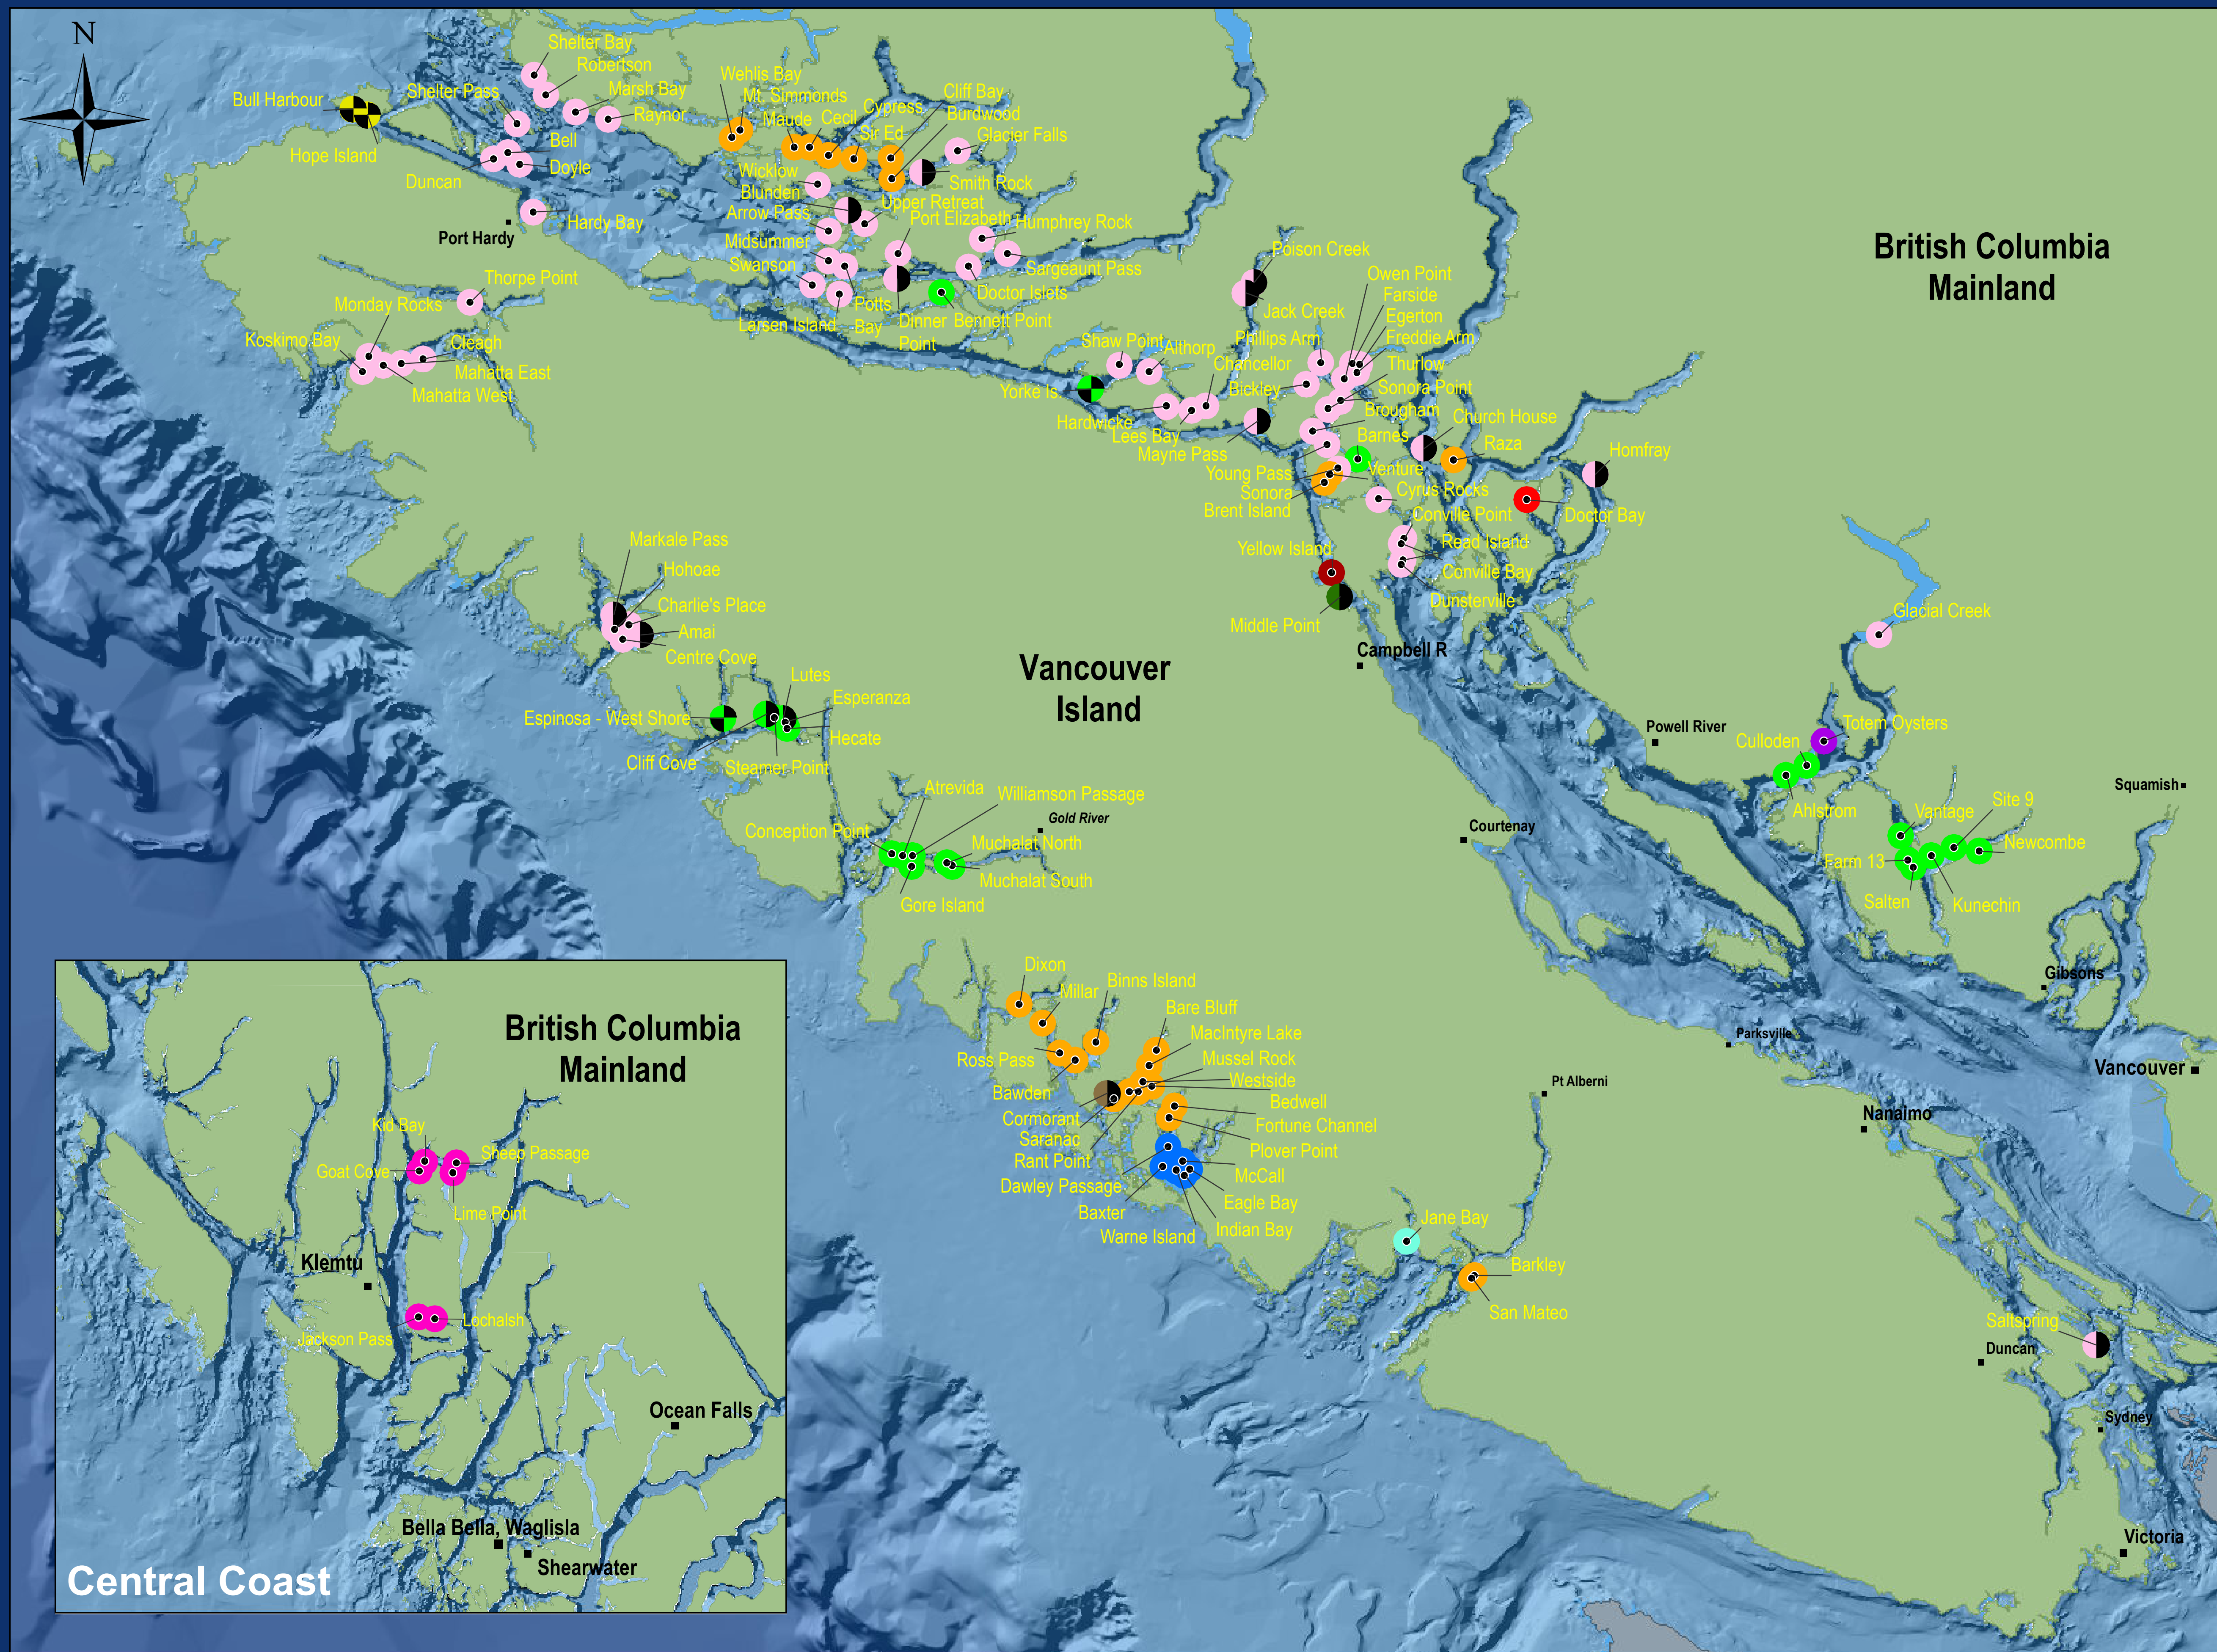 N
Shelter Bay
Robertson
Shelter Pass
Marsh Bay
Raynor
Bull Harbour
Hope Island
Bell
Doyle
Duncan
Hardy Bay
Port Hardy
Wehlis Bay
Mt. Simmonds
Maude
Cecil
Cypress
Sir Ed
Cliff Bay
Burdwood
Glacier Falls
Wicklow
Blunden
Smith Rock
Arrow Pass
Upper Retreat
Port Elizabeth
Humphrey Rock
Midsummer
Swanson
Sargeaunt Pass
Doctor Islets
Larsen Island
Potts
Bay
Dinner
Point
Bennett Point
Thorpe Point
Monday Rocks
Koskimo Bay
Cleagh
Mahatta East
Mahatta West
British Columbia
Mainland
Poison Creek
Jack Creek
Owen Point
Farside
Egerton
Freddie Arm
Phillips Arm
Shaw Point
Althorp
Chancellor
Thurlow
Bickley
Sonora Point
Yorke Is.
Brougham
Church House
Hardwicke
Lees Bay
Barnes
Raza
Homfray
Mayne Pass
Young Pass
Venture
Sonora
Cyrus Rocks
Brent Island
Conville Point
Doctor Bay
Yellow Island
Read Island
Conville Bay
Dunsterville
Middle Point
Campbell R
Markale Pass
Hohoae
Charlie's Place
Amai
Centre Cove
Glacial Creek
Vancouver
Island
Lutes
Esperanza
Espinosa - West Shore
Hecate
Cliff Cove
Steamer Point
Powell River
Totem Oysters
Culloden
Squamish
Ahlstrom
Vantage
Site 9
Newcombe
Farm 13
Salten
Kunechin
Atrevida
Williamson Passage
Gold River
Conception Point
Muchalat North
Muchalat South
Gore Island
Courtenay
Gibsons
Parksville
Vancouver
Nanaimo
Dixon
Millar
Binns Island
Bare Bluff
MacIntyre Lake
Ross Pass
Mussel Rock
Westside
Bawden
Bedwell
Cormorant
Fortune Channel
Saranac
Plover Point
Rant Point
McCall
Dawley Passage
Eagle Bay
Baxter
Indian Bay
Warne Island
Pt Alberni
Jane Bay
Barkley
San Mateo
Saltspring
Duncan
Sydney
Victoria
British Columbia
Mainland
Kid Bay
Sheep Passage
Goat Cove
Lime Point
Klemtu
Lochalsh
Jackson Pass
Ocean Falls
Bella Bella, Waglisla
Shearwater
Central Coast